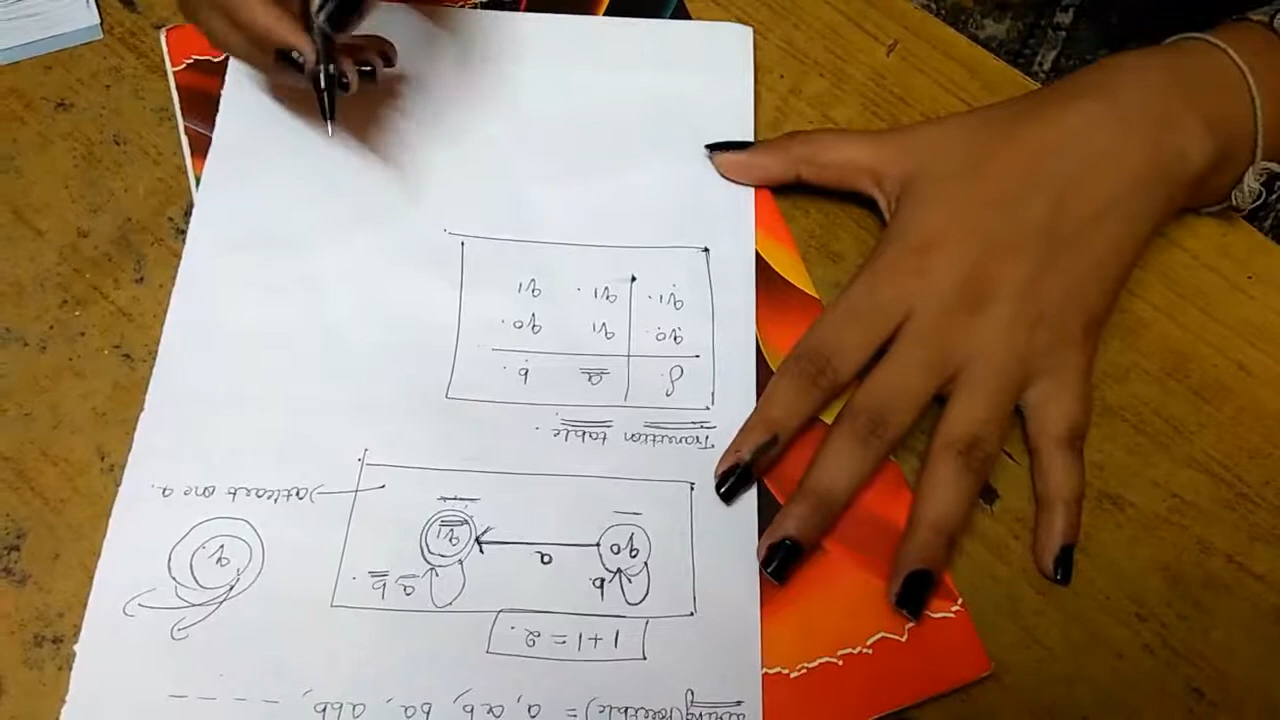 string(possible) = a, ab, ba, abb, - - - -
1+1=2.
b
a
a b
q0
q1
q.
atleast one a.
Transition table.
δ a b
q0 q1 q0
q1 q1 q1